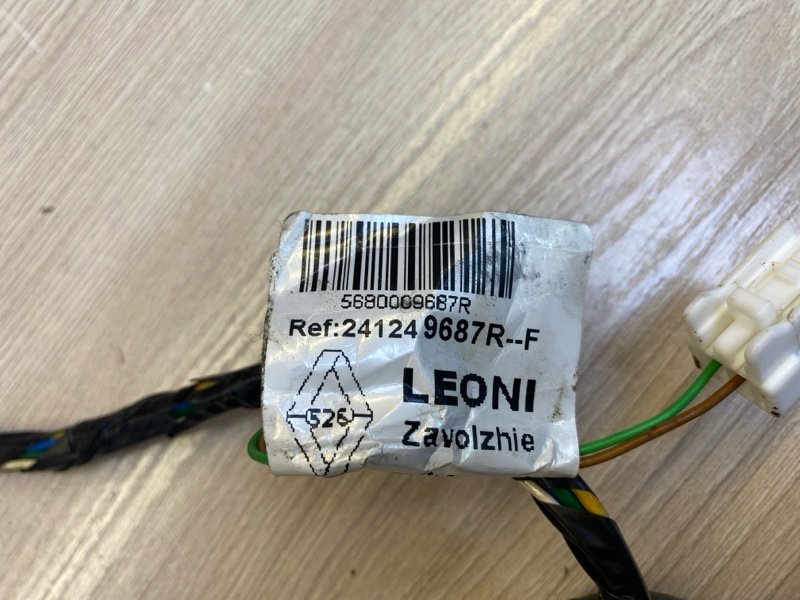 5680009687R
Ref:241249687R--F
LEONI
526
Zavolzhie